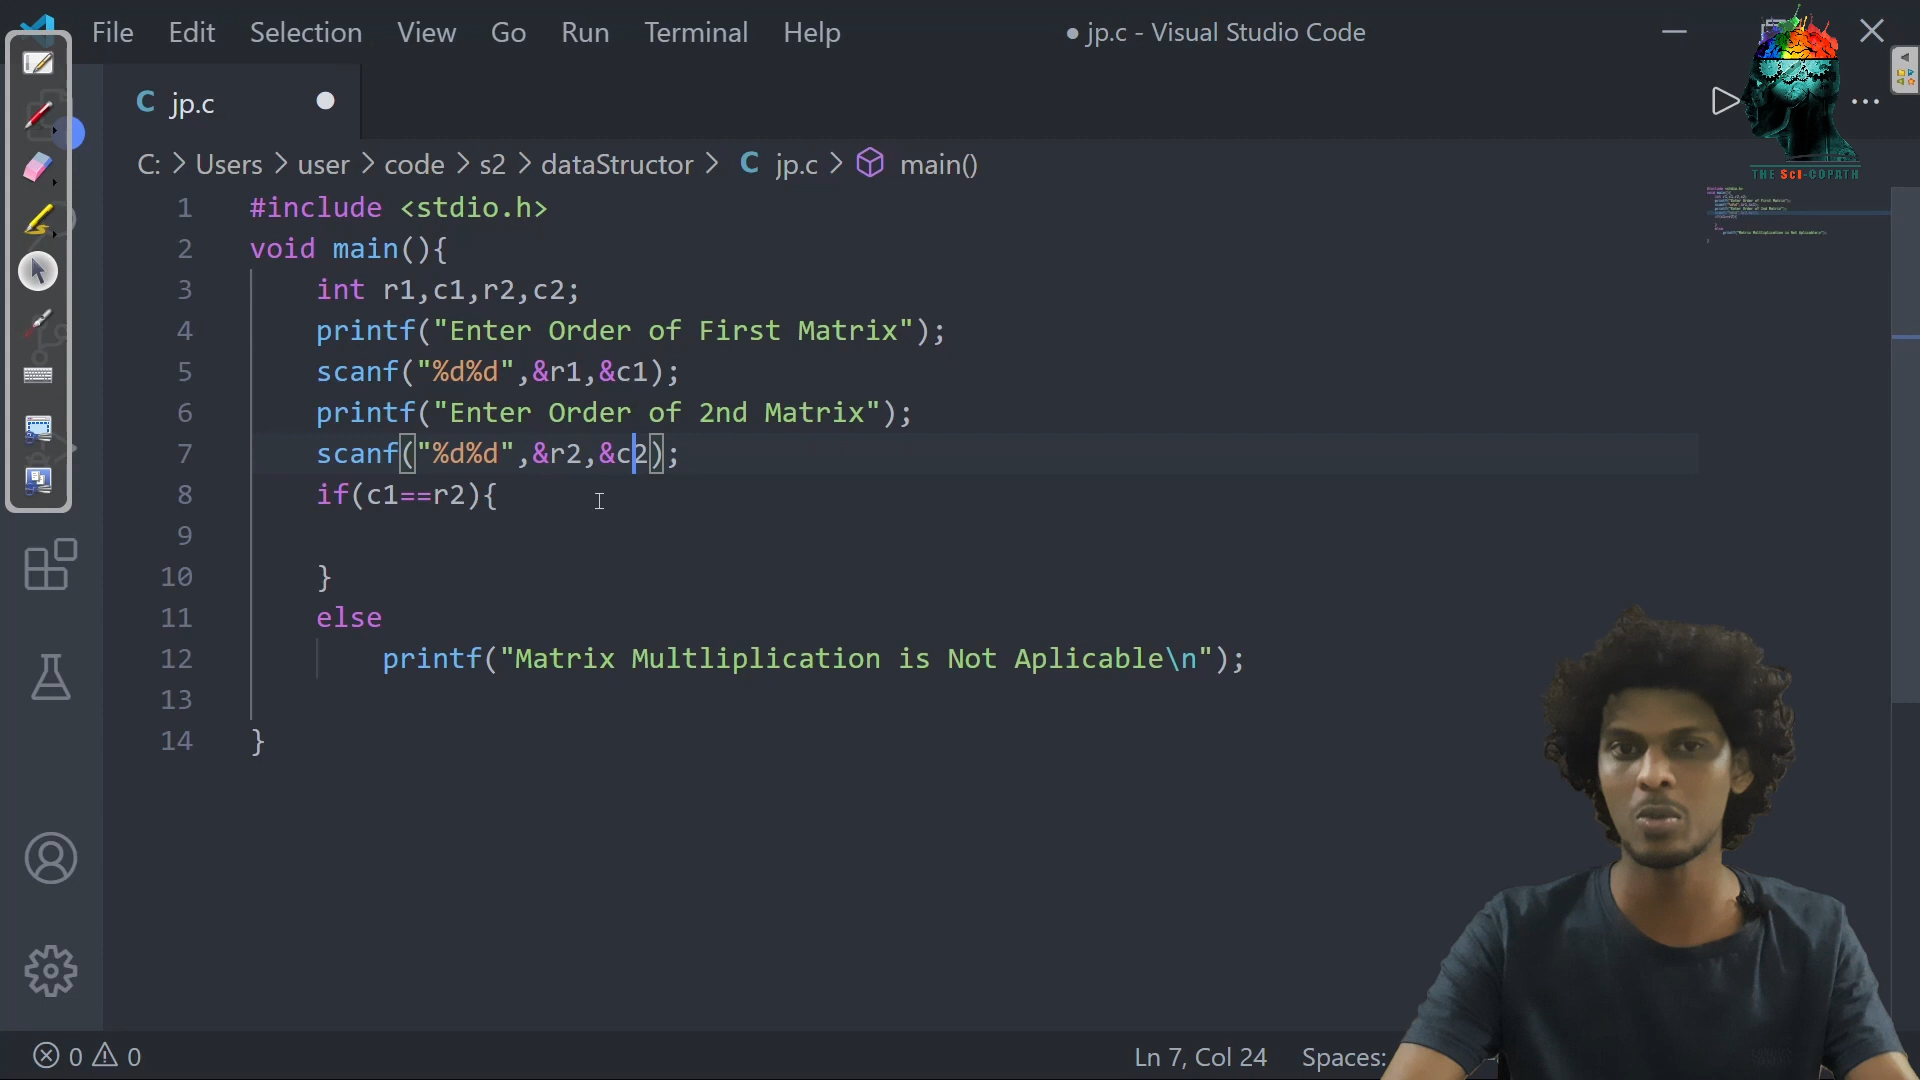 File Edit Selection View Go Run Terminal Help ● jp.c - Visual Studio Code
C jp.c
C: > Users > user > code > s2 > dataStructor > C jp.c > main()
THE SCI-COPATH
1 #include <stdio.h>
2 void main(){
3 int r1,c1,r2,c2;
4 printf("Enter Order of First Matrix");
5 scanf("%d%d",&r1,&c1);
6 printf("Enter Order of 2nd Matrix");
7 scanf("%d%d",&r2,&c2);
8 if(c1==r2){
9
10 }
11 else
12 printf("Matrix Multliplication is Not Aplicable\n");
13
14 }
0 0 Ln 7, Col 24 Spaces: